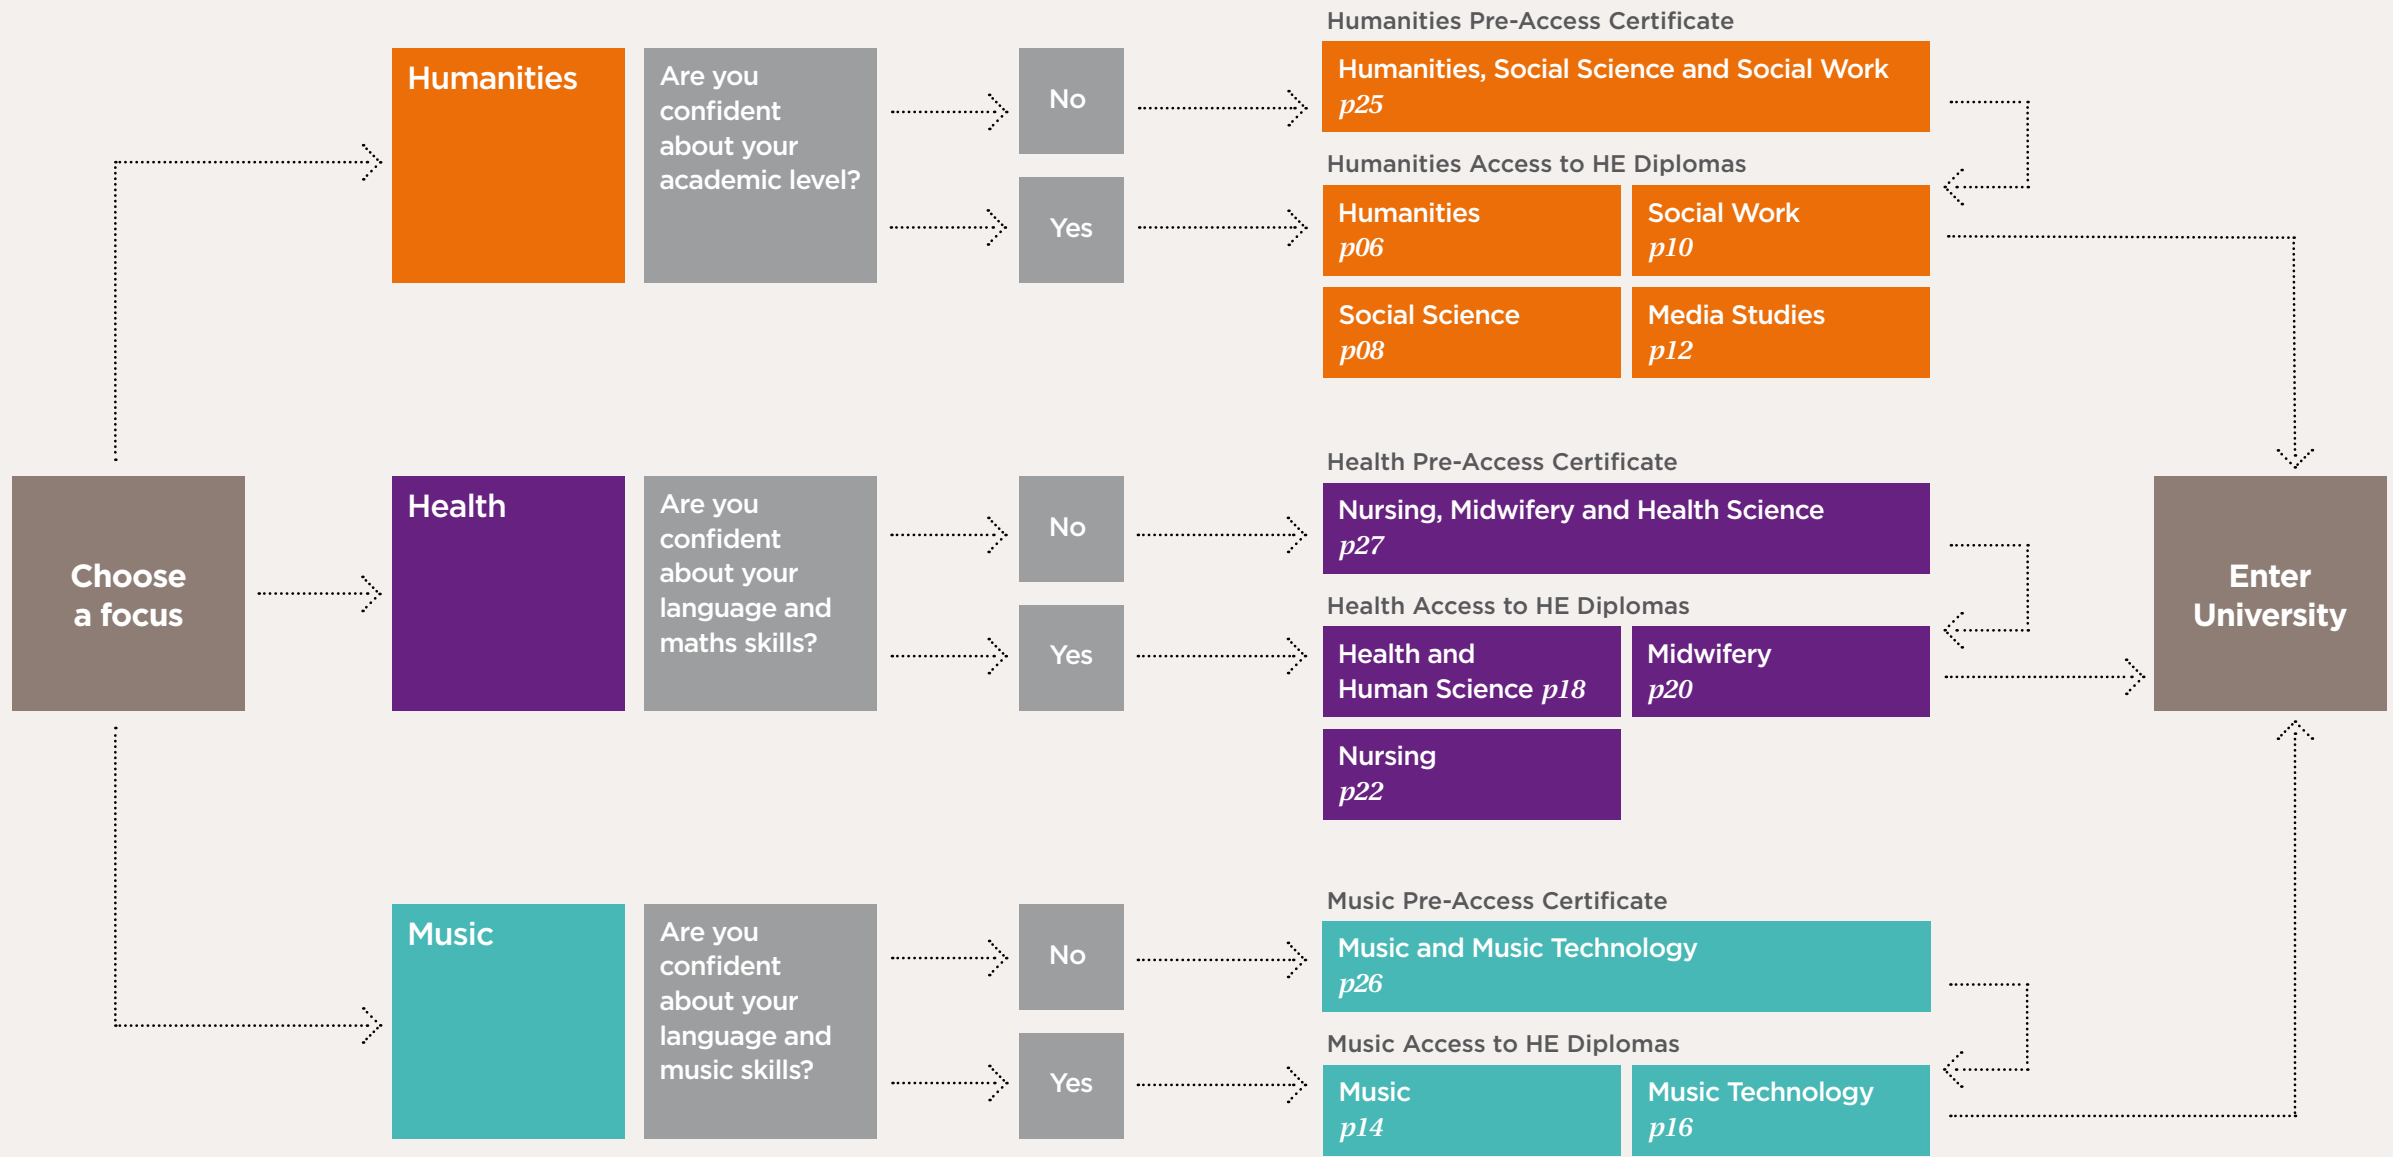 Choose
a focus
Humanities
Are you
confident
about your
academic level?
No
Yes
Humanities Pre-Access Certificate
Humanities, Social Science and Social Work
p25
Humanities Access to HE Diplomas
Humanities
p06
Social Work
p10
Social Science
p08
Media Studies
p12
Health
Are you
confident
about your
language and
maths skills?
No
Yes
Health Pre-Access Certificate
Nursing, Midwifery and Health Science
p27
Health Access to HE Diplomas
Health and
Human Science p18
Midwifery
p20
Nursing
p22
Music
Are you
confident
about your
language and
music skills?
No
Yes
Music Pre-Access Certificate
Music and Music Technology
p26
Music Access to HE Diplomas
Music
p14
Music Technology
p16
Enter
University